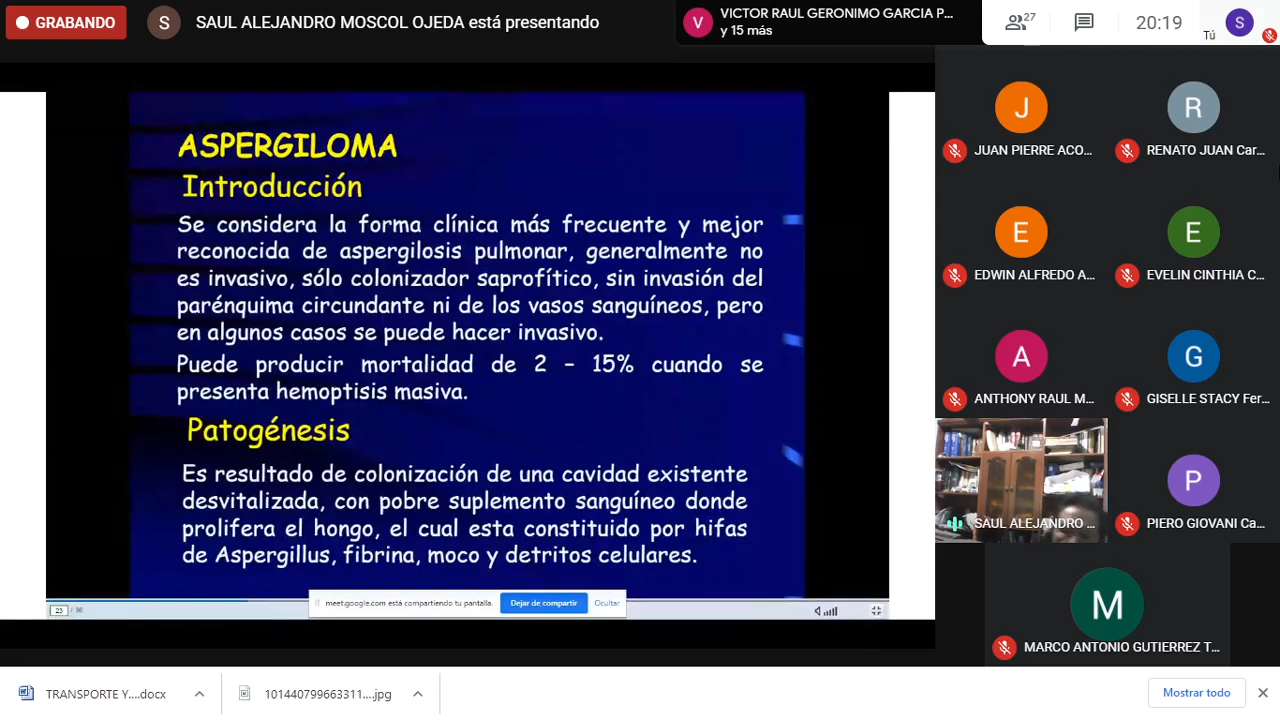 GRABANDO
S
SAUL ALEJANDRO MOSCOL OJEDA está presentando
V
VICTOR RAUL GERONIMO GARCIA P...
y 15 más
27
20:19
Tú
S
ASPERGILOMA
Introducción
Se considera la forma clínica más frecuente y mejor
reconocida de aspergilosis pulmonar, generalmente no
es invasivo, sólo colonizador saprofítico, sin invasión del
parénquima circundante ni de los vasos sanguíneos, pero
en algunos casos se puede hacer invasivo.
Puede producir mortalidad de 2 – 15% cuando se
presenta hemoptisis masiva.
Patogénesis
Es resultado de colonización de una cavidad existente
desvitalizada, con pobre suplemento sanguíneo donde
prolifera el hongo, el cual esta constituido por hifas
de Aspergillus, fibrina, moco y detritos celulares.
meet.google.com está compartiendo tu pantalla.
Dejar de compartir
Ocultar
23
J
JUAN PIERRE ACO...
R
RENATO JUAN Car...
E
EDWIN ALFREDO A...
E
EVELIN CINTHIA C...
A
ANTHONY RAUL M...
G
GISELLE STACY Fer...
SAUL ALEJANDRO ...
P
PIERO GIOVANI Ca...
M
MARCO ANTONIO GUTIERREZ T...
TRANSPORTE Y....docx
101440799663311....jpg
Mostrar todo